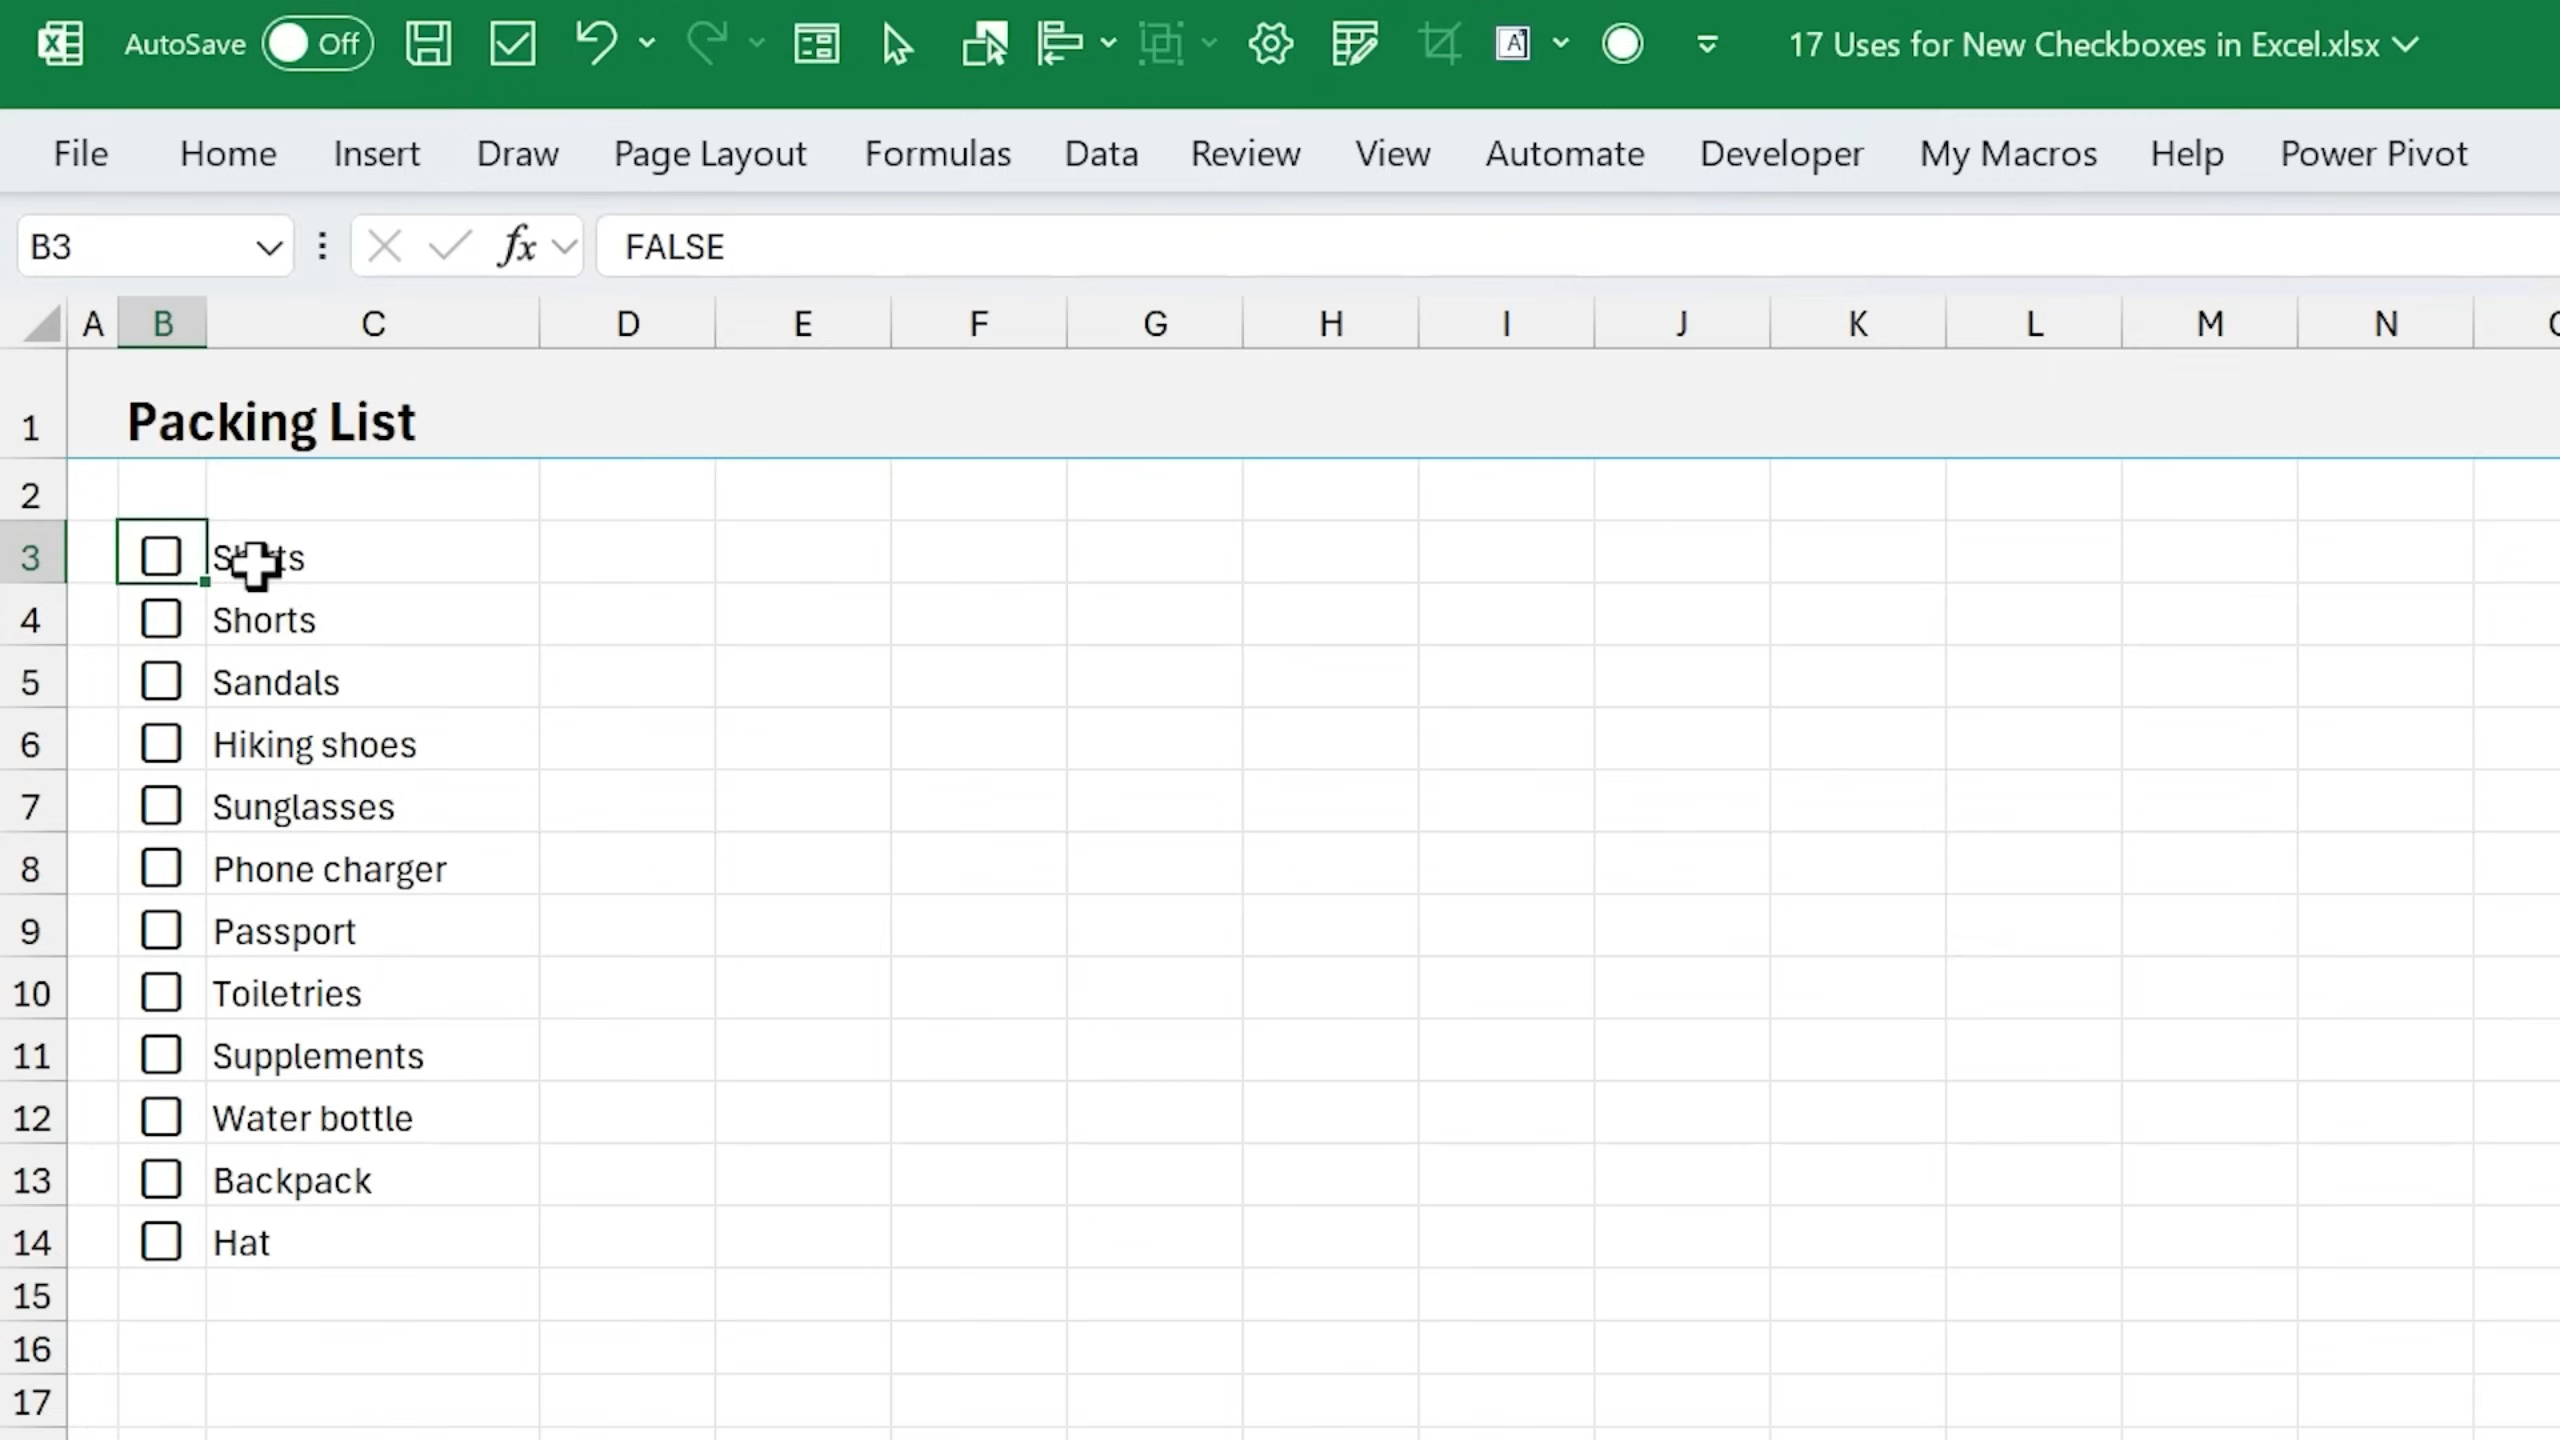 AutoSave Off 17 Uses for New Checkboxes in Excel.xlsx
File Home Insert Draw Page Layout Formulas Data Review View Automate Developer My Macros Help Power Pivot
B3 fx FALSE
A B C D E F G H I J K L M N
1 Packing List
2
3
4 Shorts
5 Sandals
6 Hiking shoes
7 Sunglasses
8 Phone charger
9 Passport
10 Toiletries
11 Supplements
12 Water bottle
13 Backpack
14 Hat
15
16
17